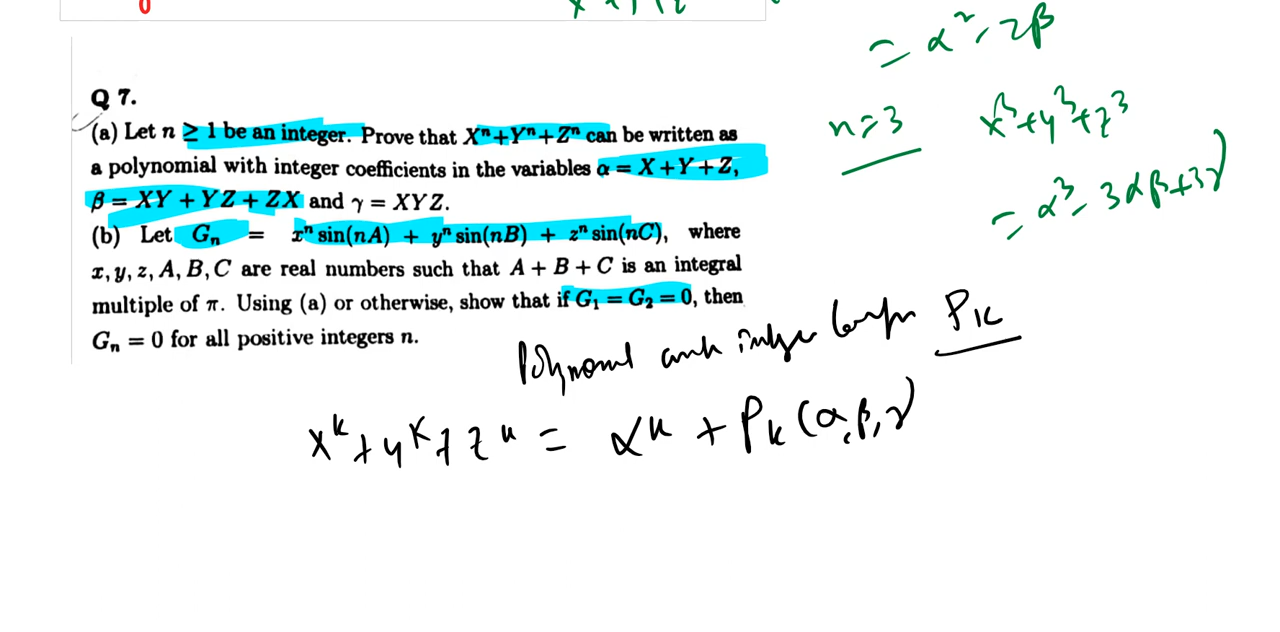 = α² - 2β
Q 7.
(a) Let n ≥ 1 be an integer. Prove that Xⁿ+Yⁿ+Zⁿ can be written as
a polynomial with integer coefficients in the variables α = X+Y+Z,
β = XY + YZ + ZX and γ = XYZ.
(b) Let Gₙ = xⁿ sin(nA) + yⁿ sin(nB) + zⁿ sin(nC), where
x, y, z, A, B, C are real numbers such that A + B + C is an integral
multiple of π. Using (a) or otherwise, show that if G₁ = G₂ = 0, then
Gₙ = 0 for all positive integers n.
n=3 x³+y³+z³
= α³ - 3αβ+3γ
Polynomial integer Pₖ
xᵏ+yᵏ+zᵏ = αᵏ + Pₖ(α,β,γ)